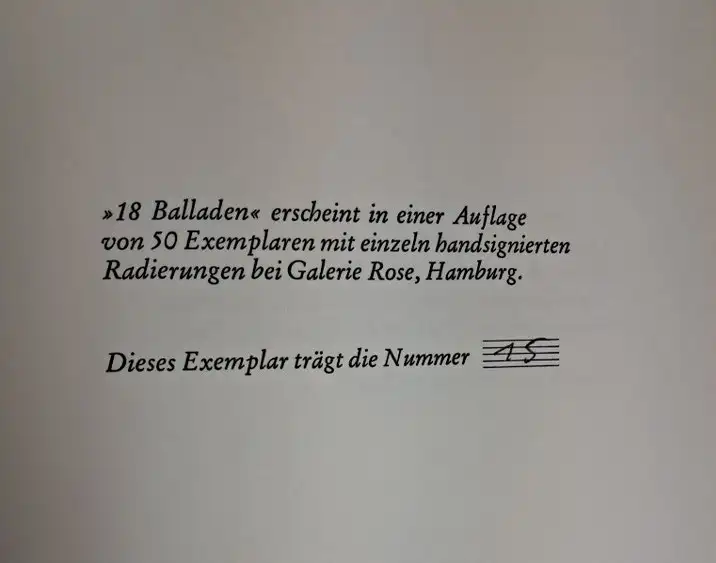 »18 Balladen« erscheint in einer Auflage
von 50 Exemplaren mit einzeln handsignierten
Radierungen bei Galerie Rose, Hamburg.
Dieses Exemplar trägt die Nummer 15